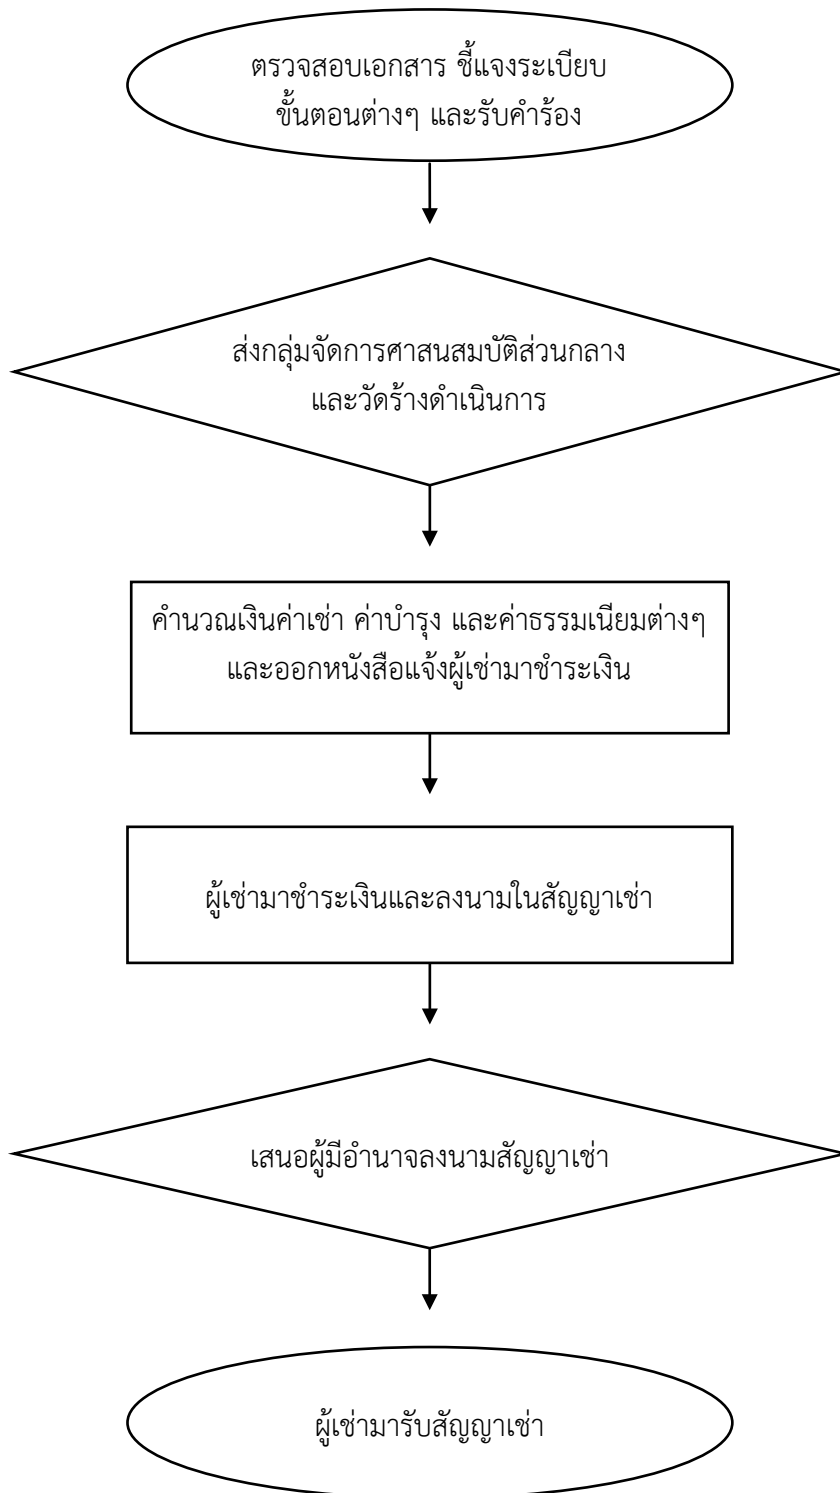 ตรวจสอบเอกสาร ชี้แจงระเบียบ
ขั้นตอนต่างๆ และรับคำร้อง
ส่งกลุ่มจัดการศาสนสมบัติส่วนกลาง
และวัดร้างดำเนินการ
คำนวณเงินค่าเช่า ค่าบำรุง และค่าธรรมเนียมต่างๆ
และออกหนังสือแจ้งผู้เช่ามาชำระเงิน
ผู้เช่ามาชำระเงินและลงนามในสัญญาเช่า
เสนอผู้มีอำนาจลงนามสัญญาเช่า
ผู้เช่ามารับสัญญาเช่า